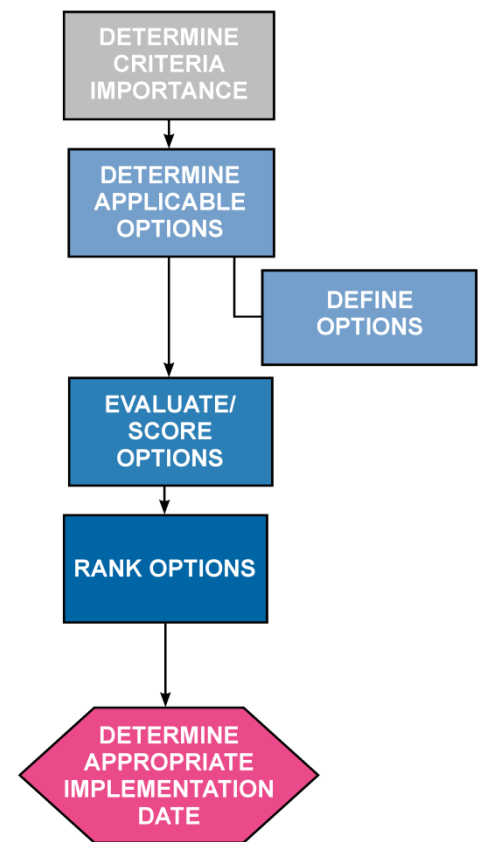 DETERMINE
CRITERIA
IMPORTANCE
DETERMINE
APPLICABLE
OPTIONS
DEFINE
OPTIONS
EVALUATE/
SCORE
OPTIONS
RANK OPTIONS
DETERMINE
APPROPRIATE
IMPLEMENTATION
DATE